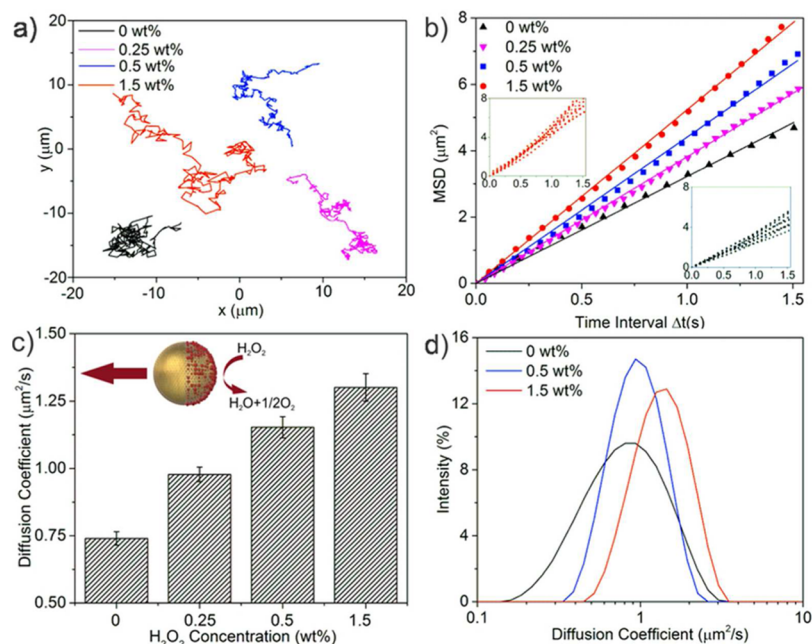 a)
0 wt%
0.25 wt%
0.5 wt%
1.5 wt%
20
10
0
-10
-20
y (μm)
-20
-10
0
10
20
x (μm)
b)
0 wt%
0.25 wt%
0.5 wt%
1.5 wt%
8
6
4
2
0
MSD (μm²)
8
4
0
0.0 0.5 1.0 1.5
8
4
0
0.0 0.5 1.0 1.5
0.5
1.0
1.5
Time Interval Δt(s)
c)
H₂O₂
H₂O+1/2O₂
1.50
1.25
1.00
0.75
0.50
Diffusion Coefficient (μm²/s)
0
0.25
0.5
1.5
H₂O₂ Concentration (wt%)
d)
0 wt%
0.5 wt%
1.5 wt%
16
12
8
4
0
Intensity (%)
0.1
1
10
Diffusion Coefficient (μm²/s)